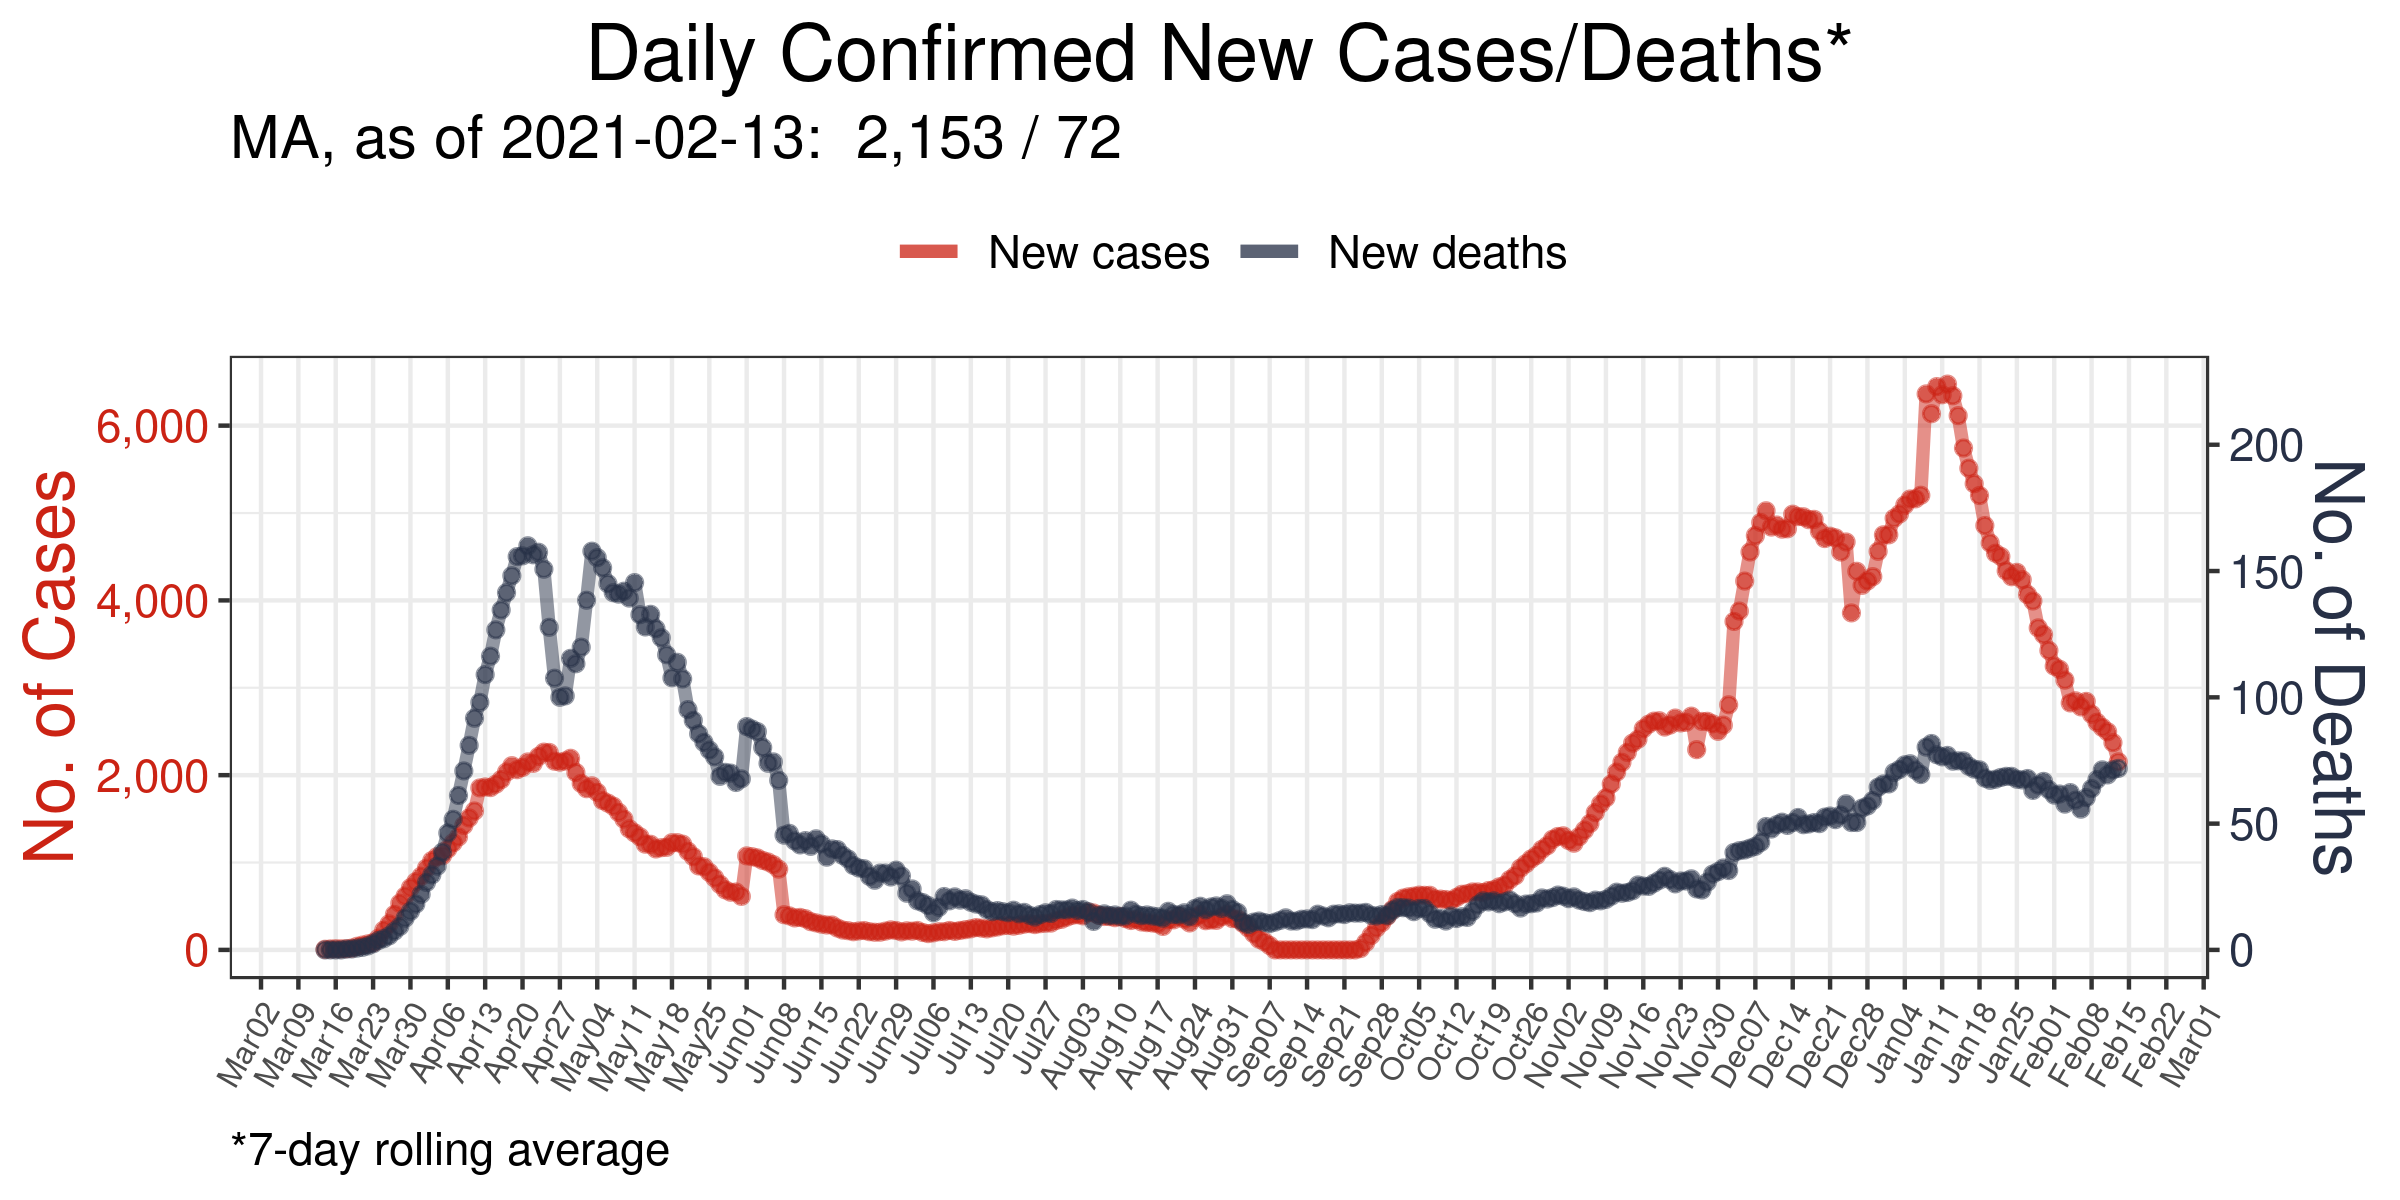 Daily Confirmed New Cases/Deaths*
MA, as of 2021-02-13:  2,153 / 72
New cases New deaths
No. of Cases
6,000
4,000
2,000
0
200
150
100
50
0
No. of Deaths
Mar02 Mar09 Mar16 Mar23 Mar30 Apr06 Apr13 Apr20 Apr27 May04 May11 May18 May25 Jun01 Jun08 Jun15 Jun22 Jun29 Jul06 Jul13 Jul20 Jul27 Aug03 Aug10 Aug17 Aug24 Aug31 Sep07 Sep14 Sep21 Sep28 Oct05 Oct12 Oct19 Oct26 Nov02 Nov09 Nov16 Nov23 Nov30 Dec07 Dec14 Dec21 Dec28 Jan04 Jan11 Jan18 Jan25 Feb01 Feb08 Feb15 Feb22 Mar01
*7-day rolling average